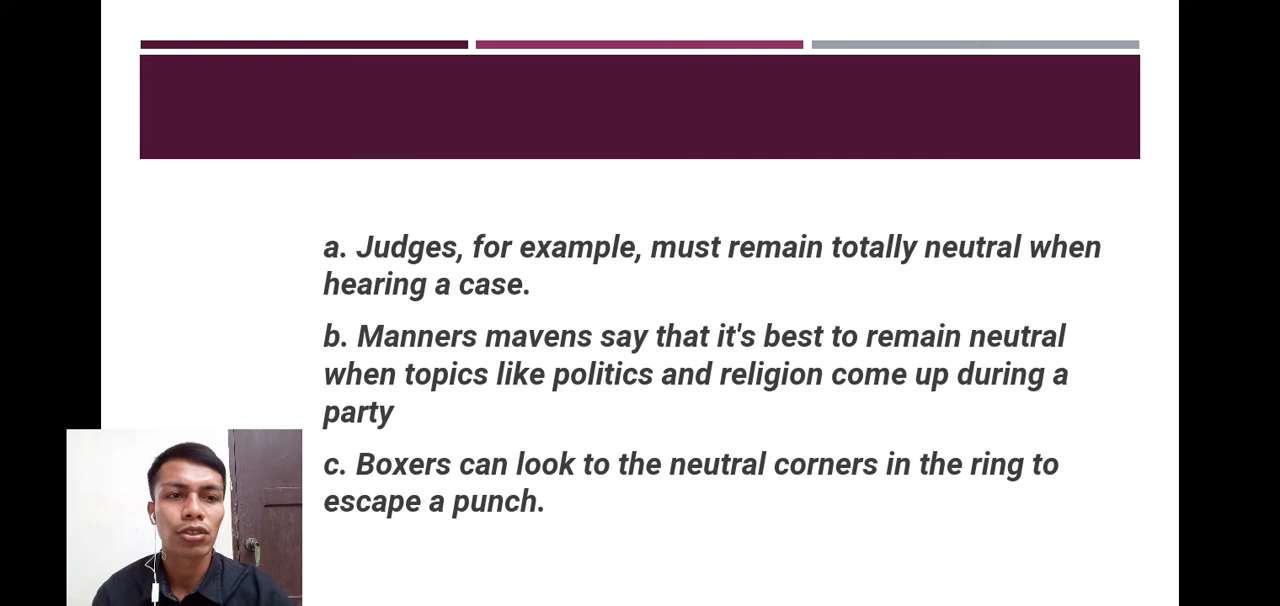 a. Judges, for example, must remain totally neutral when
hearing a case.
b. Manners mavens say that it's best to remain neutral
when topics like politics and religion come up during a
party
c. Boxers can look to the neutral corners in the ring to
escape a punch.